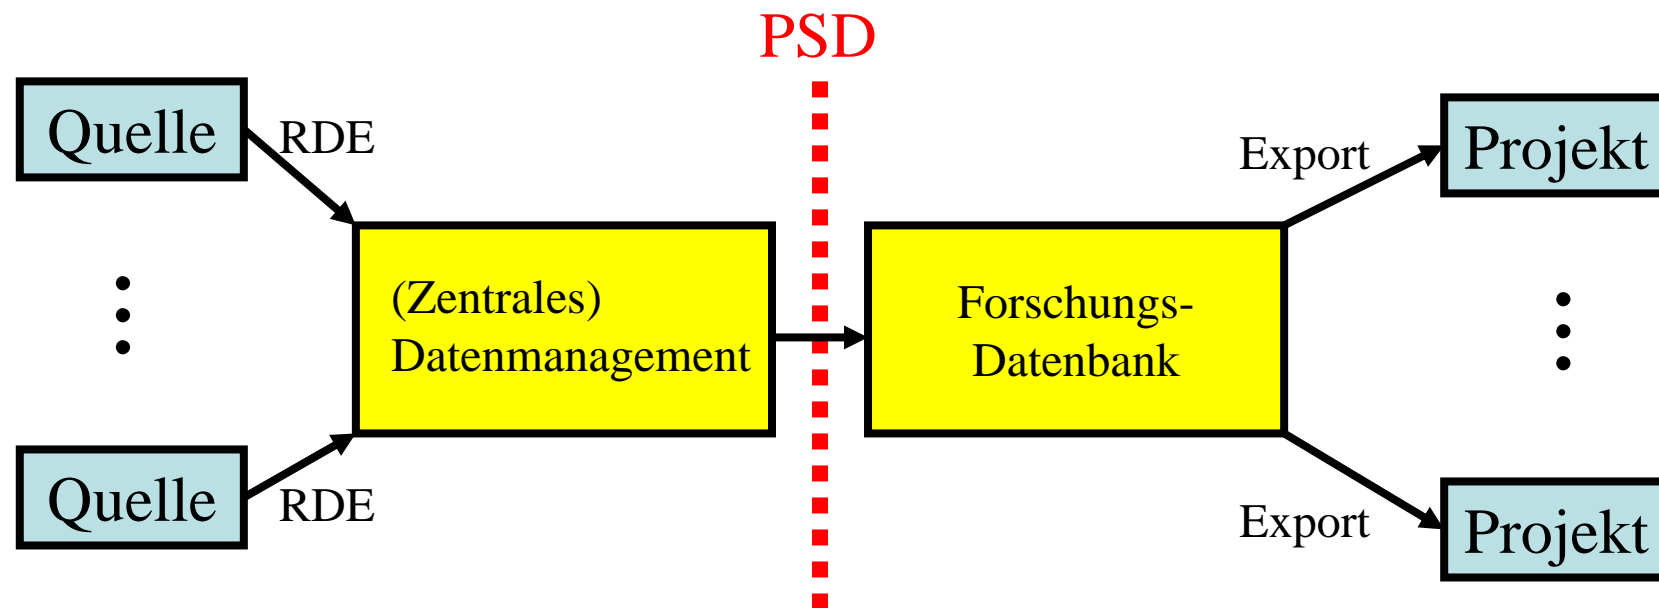 PSD
Quelle
RDE
Export
Projekt
(Zentrales)
Datenmanagement
Forschungs-
Datenbank
Quelle
RDE
Export
Projekt